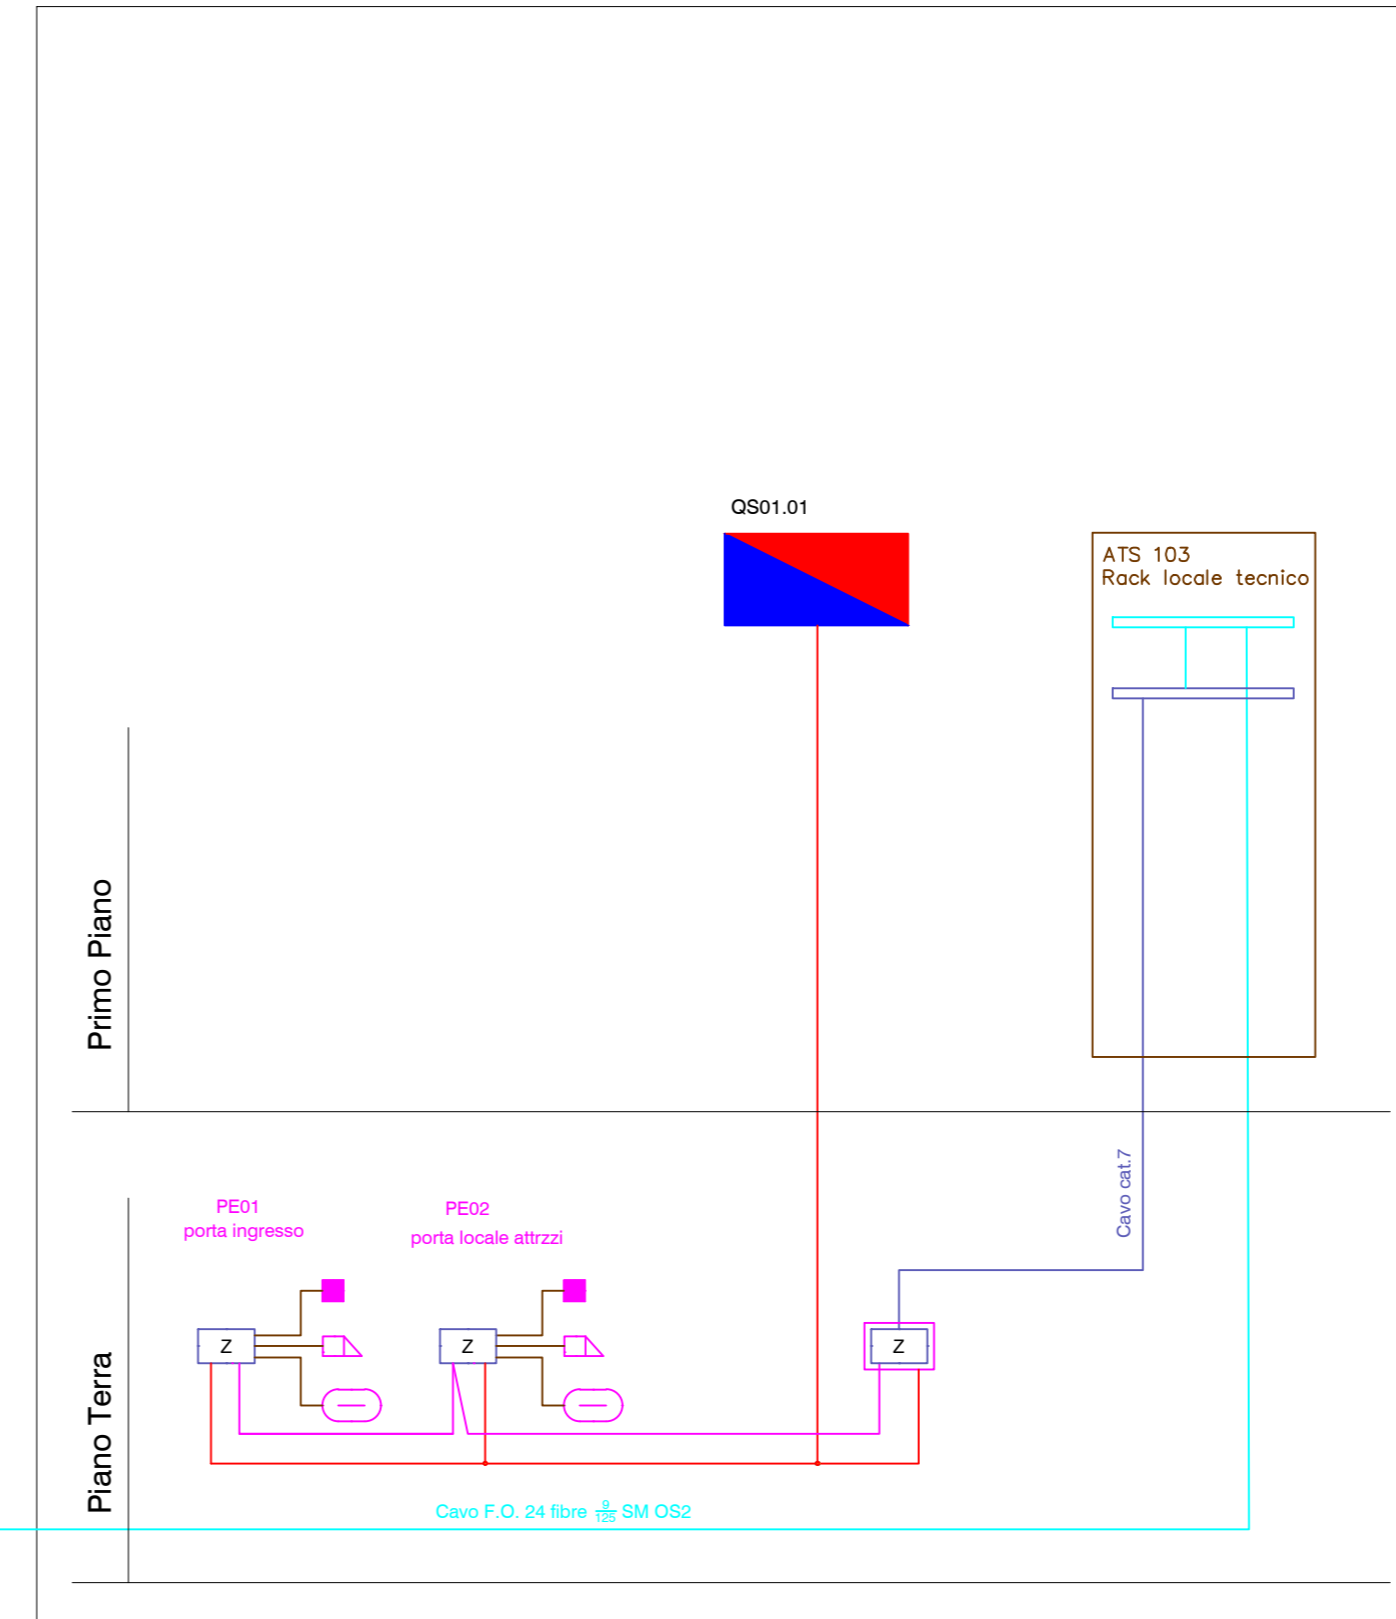 QS01.01
ATS 103
Rack locale tecnico
Primo Piano
Cavo cat.7
PE01
porta ingresso
PE02
porta locale attrzzi
Z
Z
Z
Piano Terra
Cavo F.O. 24 fibre 9/125 SM OS2